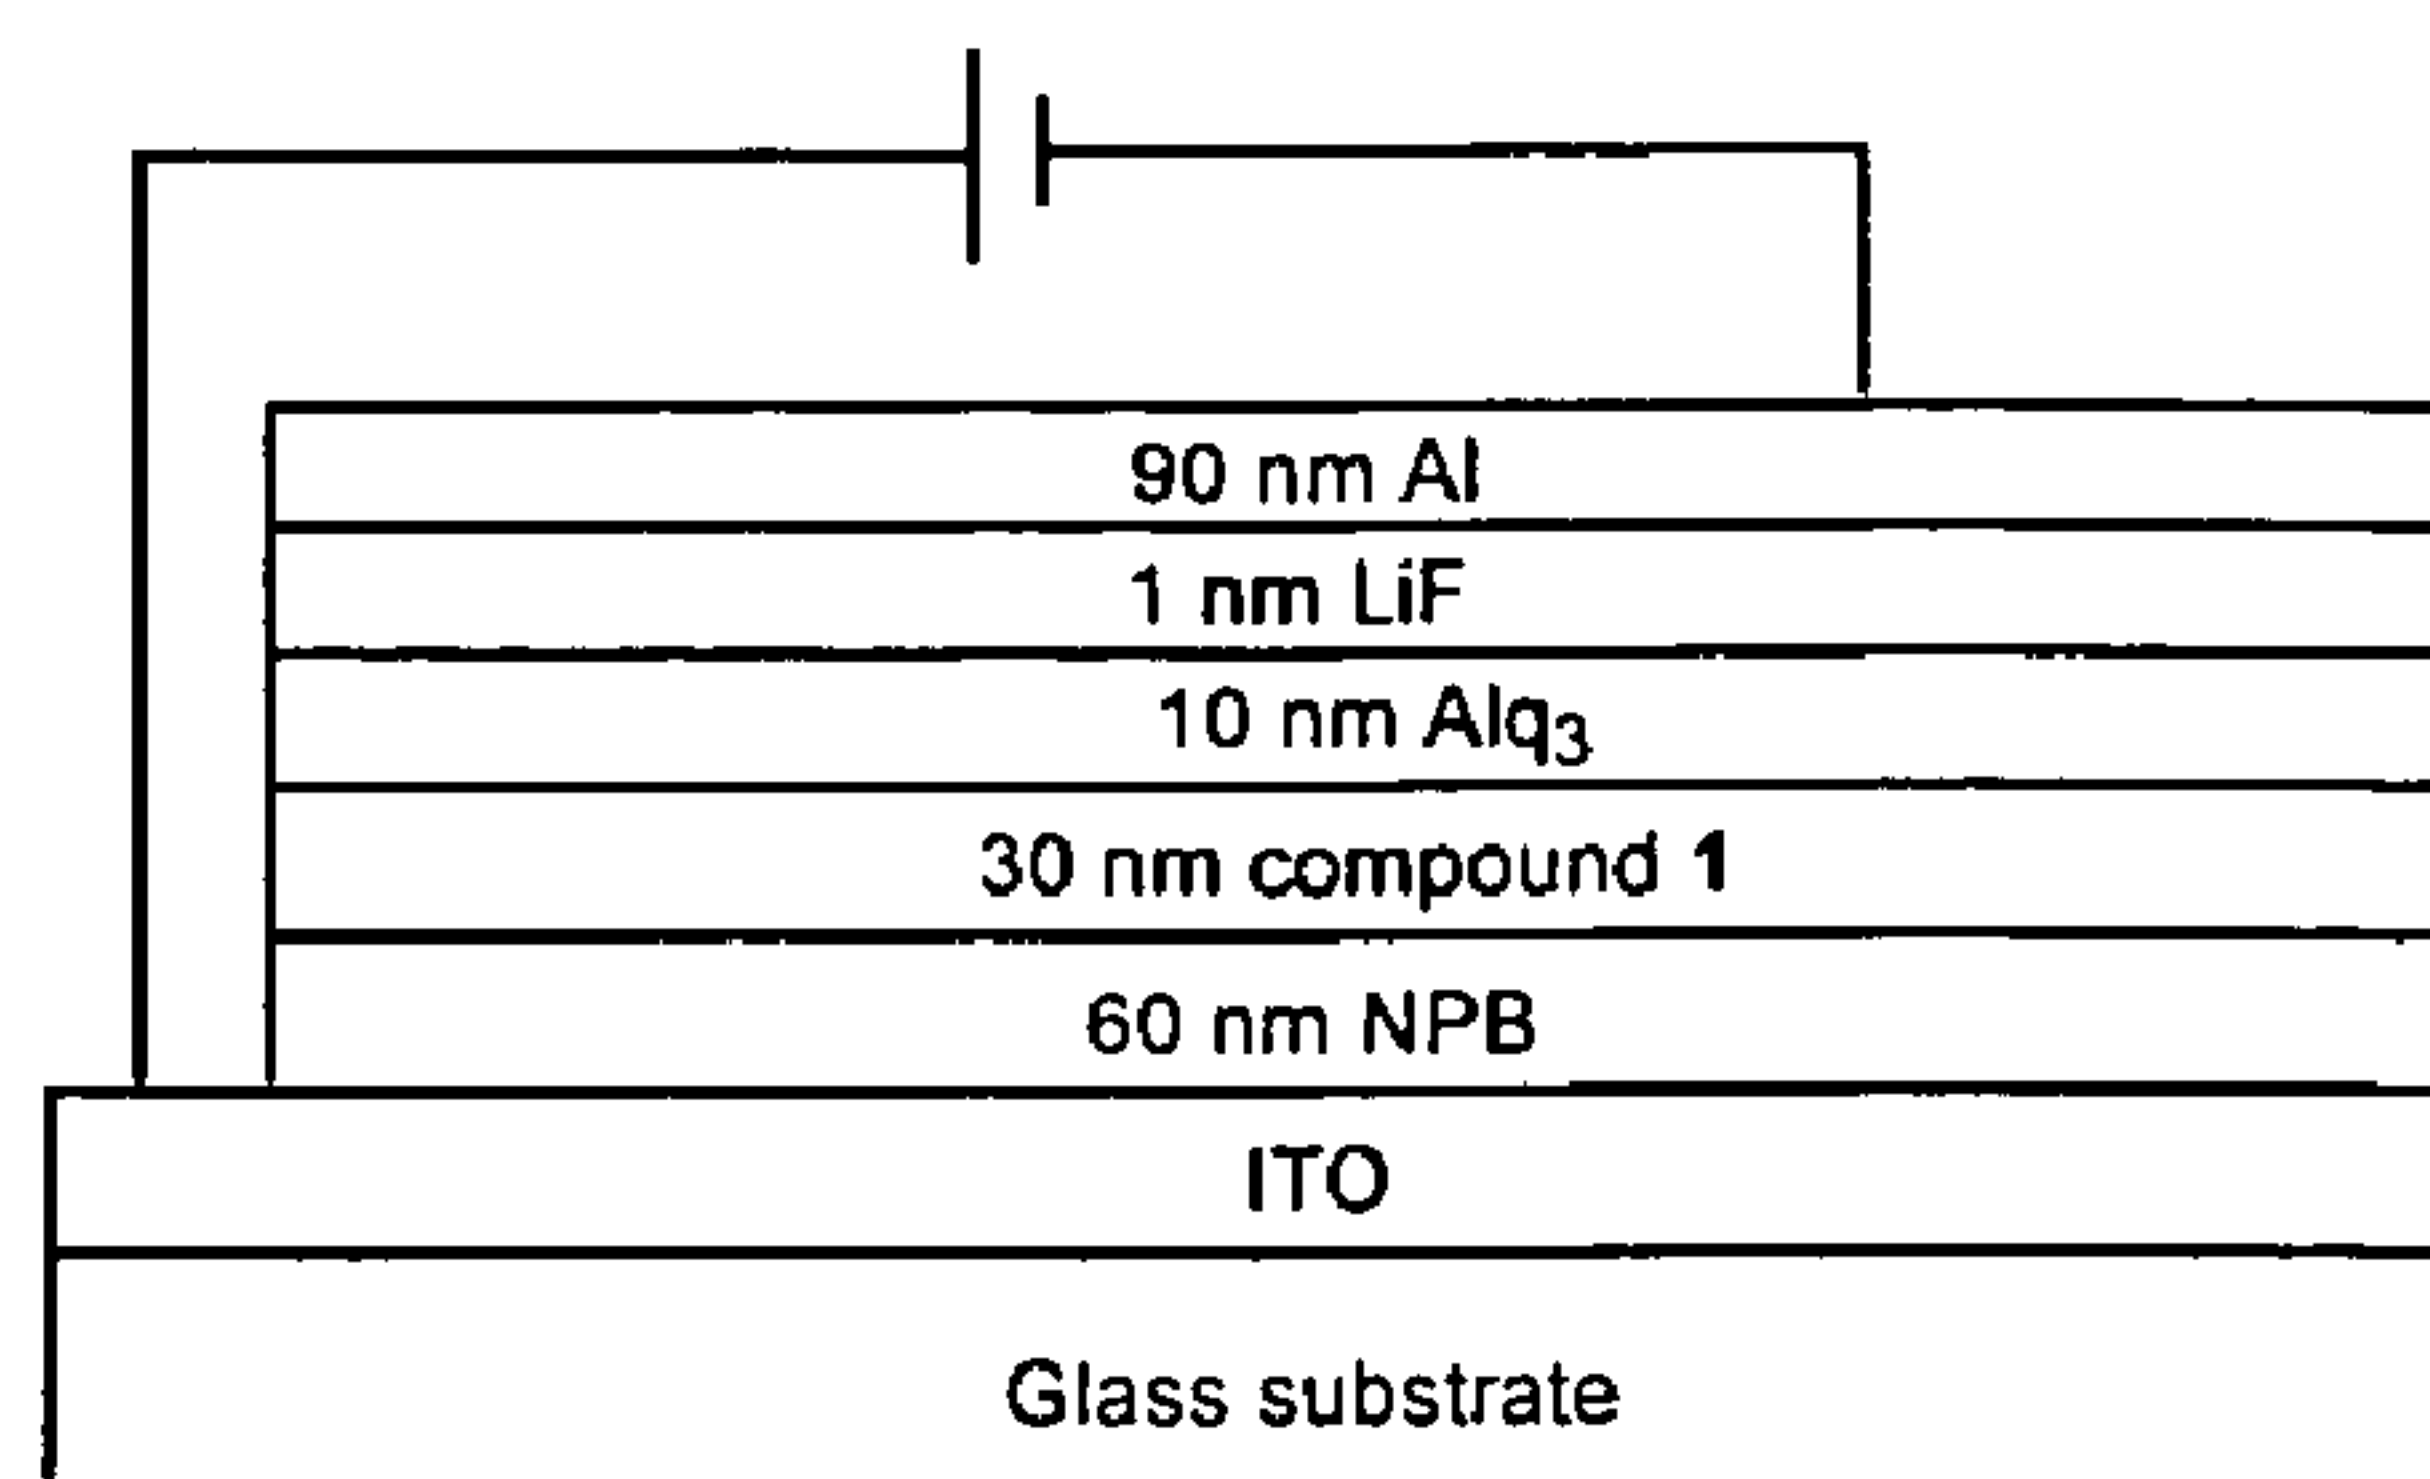 90 nm Al
1 nm LiF
10 nm Alq₃
30 nm compound 1
60 nm NPB
ITO
Glass substrate